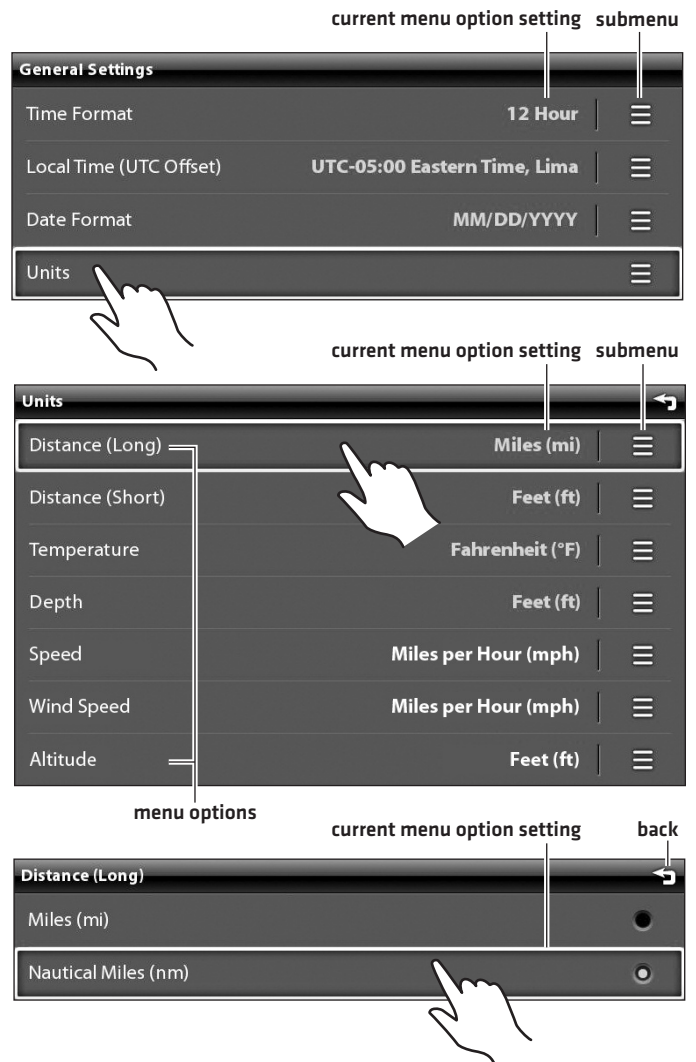 current menu option setting submenu
General Settings
Time Format 12 Hour
Local Time (UTC Offset) UTC-05:00 Eastern Time, Lima
Date Format MM/DD/YYYY
Units
current menu option setting submenu
Units
Distance (Long) Miles (mi)
Distance (Short) Feet (ft)
Temperature Fahrenheit (°F)
Depth Feet (ft)
Speed Miles per Hour (mph)
Wind Speed Miles per Hour (mph)
Altitude Feet (ft)
menu options
current menu option setting back
Distance (Long)
Miles (mi)
Nautical Miles (nm)